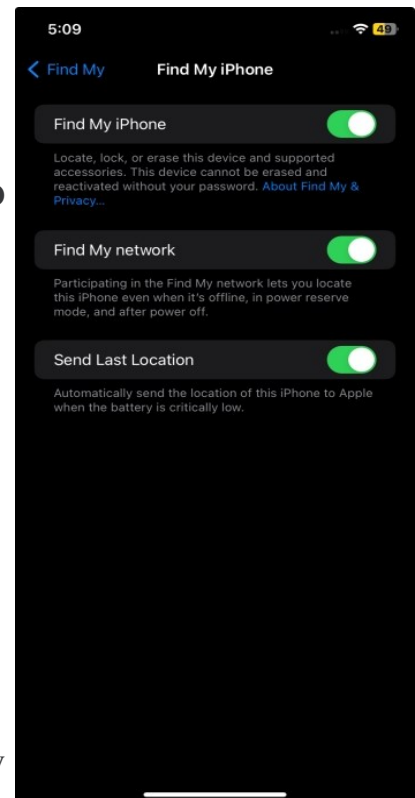 5:09
49
Find My
Find My iPhone
Find My iPhone
Locate, lock, or erase this device and supported
accessories. This device cannot be erased and
reactivated without your password. About Find My &
Privacy...
Find My network
Participating in the Find My network lets you locate
this iPhone even when it's offline, in power reserve
mode, and after power off.
Send Last Location
Automatically send the location of this iPhone to Apple
when the battery is critically low.